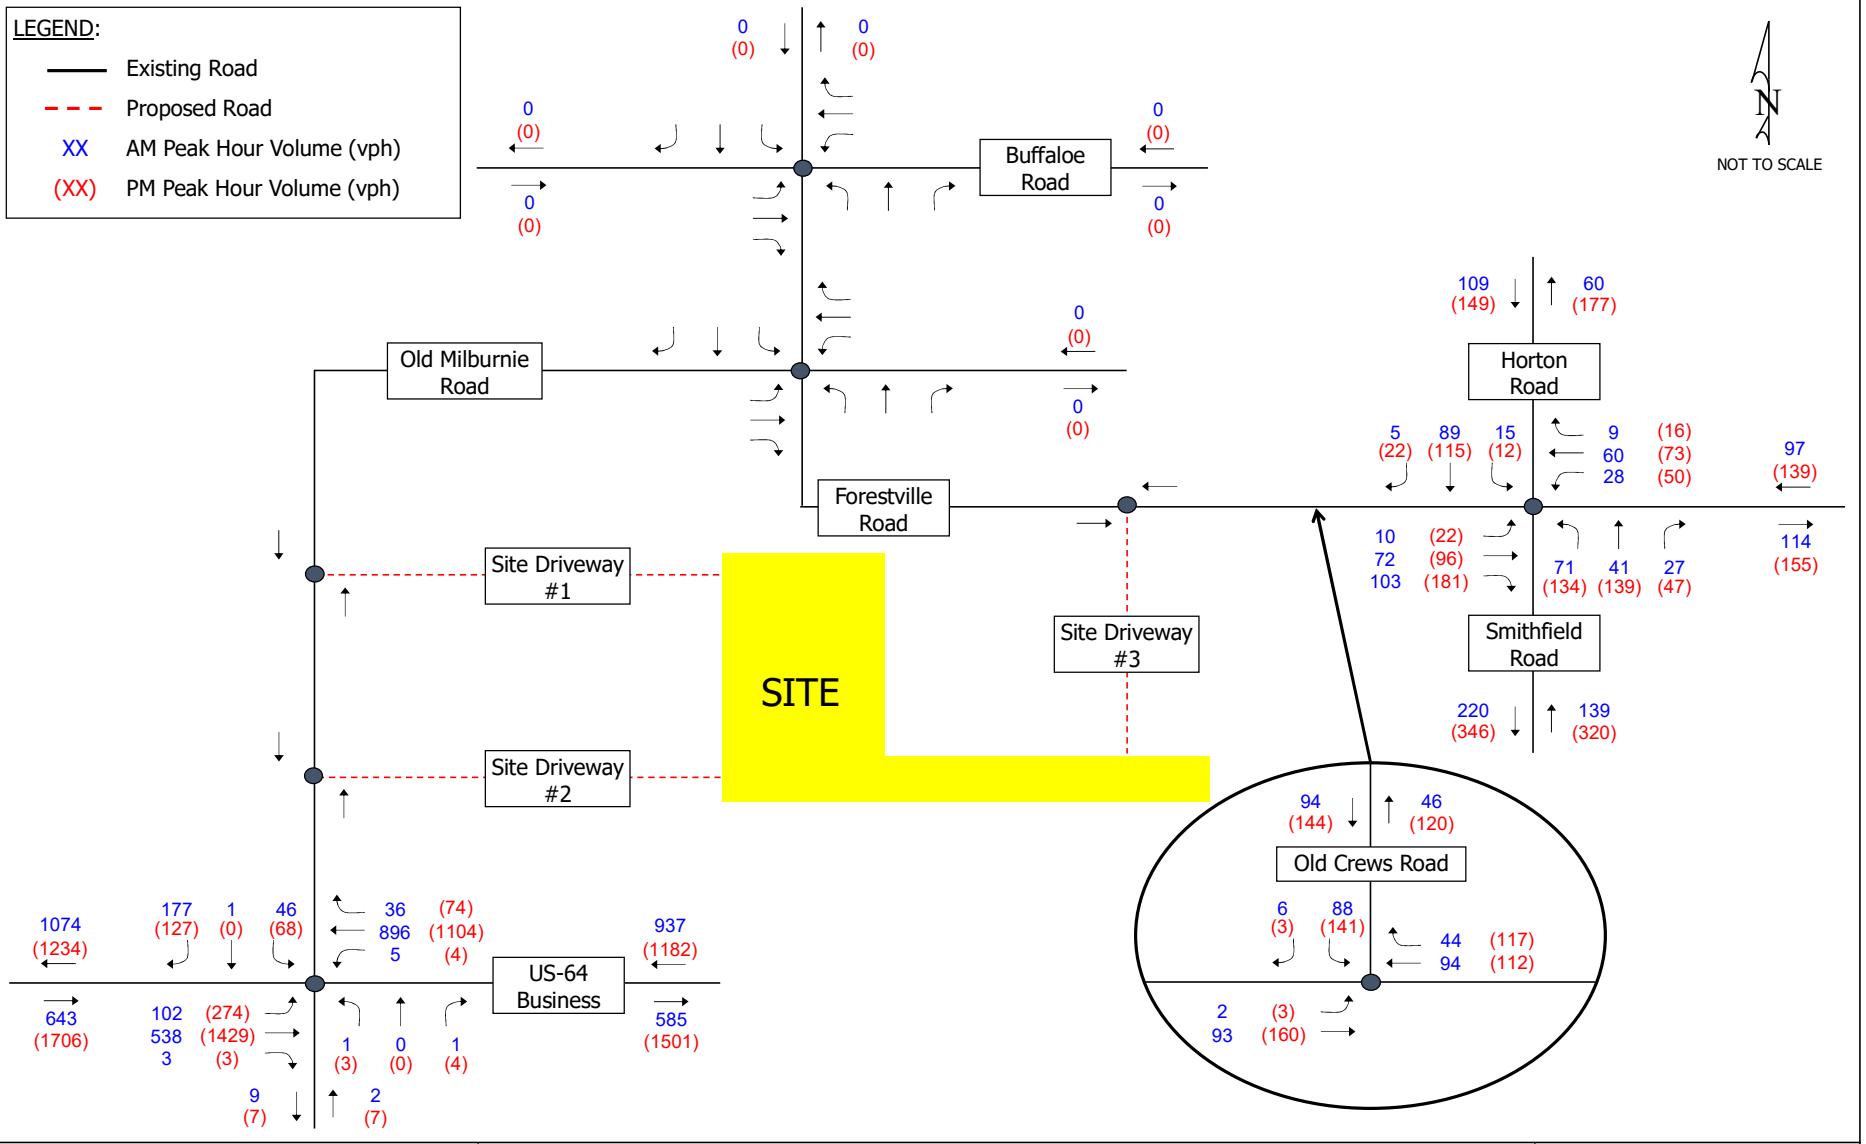 LEGEND:
Existing Road
Proposed Road
XX AM Peak Hour Volume (vph)
(XX) PM Peak Hour Volume (vph)
N
NOT TO SCALE
0 0
(0) (0)
0
(0)
0
(0)
Buffaloe
Road
0
(0)
0
(0)
Old Milburnie
Road
0
(0)
0
(0)
109 60
(149) (177)
Horton
Road
5 89 15
(22) (115) (12)
9 (16)
60 (73)
28 (50)
97
(139)
Forestville
Road
10 (22)
72 (96)
103 (181)
71 41 27
(134) (139) (47)
114
(155)
Site Driveway
#1
Site Driveway
#3
Smithfield
Road
SITE
220 139
(346) (320)
Site Driveway
#2
94 46
(144) (120)
Old Crews Road
6 88
(3) (141)
44 (117)
94 (112)
2 (3)
93 (160)
1074
(1234)
177 1 46
(127) (0) (68)
36 (74)
896 (1104)
5 (4)
937
(1182)
US-64
Business
643
(1706)
102 (274)
538 (1429)
3 (3)
1 0 1
(3) (0) (4)
585
(1501)
9 2
(7) (7)